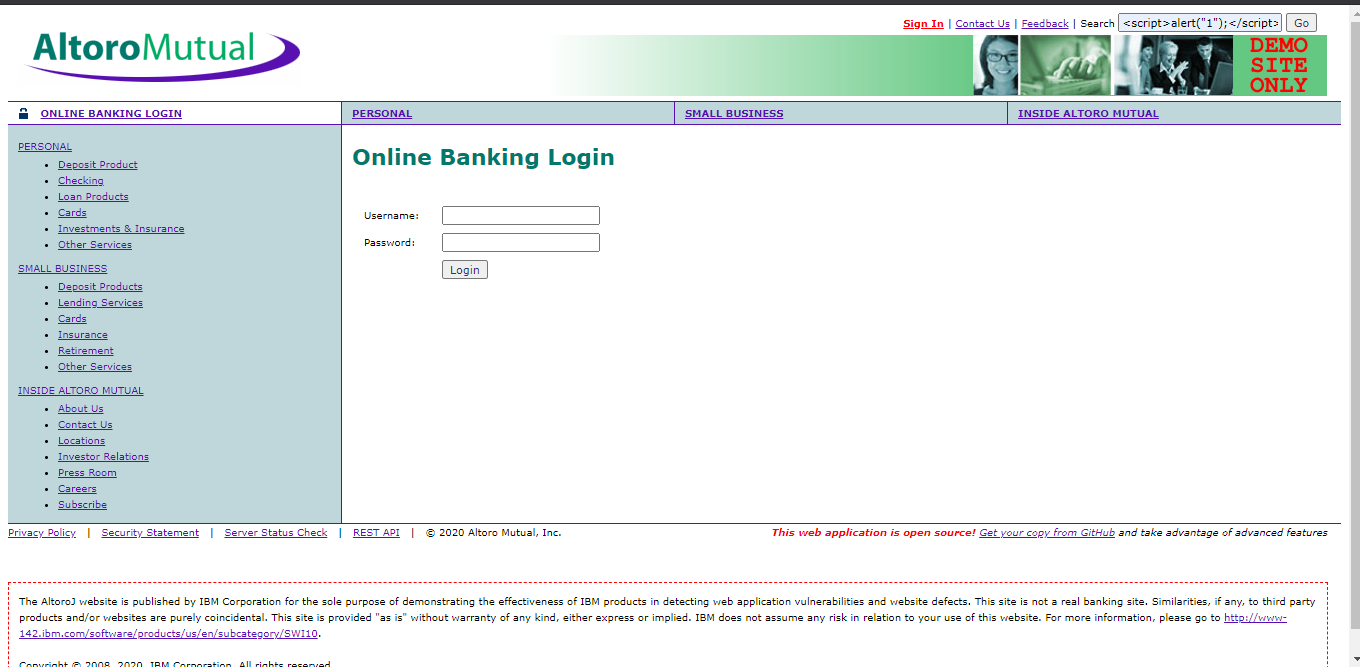 AltoroMutual
Sign In | Contact Us | Feedback | Search <script>alert("1");</script> Go
DEMO
SITE
ONLY
ONLINE BANKING LOGIN
PERSONAL
SMALL BUSINESS
INSIDE ALTORO MUTUAL
PERSONAL
Deposit Product
Checking
Loan Products
Cards
Investments & Insurance
Other Services
SMALL BUSINESS
Deposit Products
Lending Services
Cards
Insurance
Retirement
Other Services
INSIDE ALTORO MUTUAL
About Us
Contact Us
Locations
Investor Relations
Press Room
Careers
Subscribe
Online Banking Login
Username:
Password:
Login
Privacy Policy | Security Statement | Server Status Check | REST API | © 2020 Altoro Mutual, Inc.
This web application is open source! Get your copy from GitHub and take advantage of advanced features
The AltoroJ website is published by IBM Corporation for the sole purpose of demonstrating the effectiveness of IBM products in detecting web application vulnerabilities and website defects. This site is not a real banking site. Similarities, if any, to third party
products and/or websites are purely coincidental. This site is provided "as is" without warranty of any kind, either express or implied. IBM does not assume any risk in relation to your use of this website. For more information, please go to http://www-
142.ibm.com/software/products/us/en/subcategory/SWI10.
Copyright © 2008, 2020, IBM Corporation, All rights reserved.